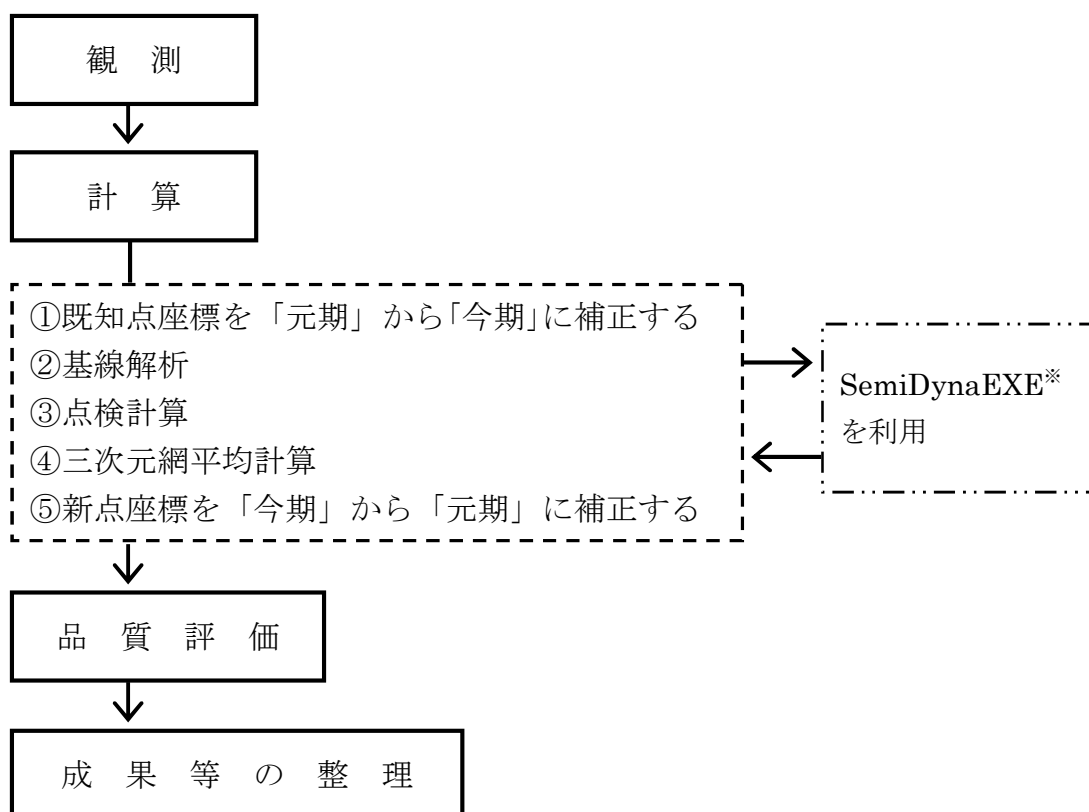 観 測
計 算
①既知点座標を「元期」から「今期」に補正する
②基線解析
③点検計算
④三次元網平均計算
⑤新点座標を「今期」から「元期」に補正する
SemiDynaEXE※
を利用
品 質 評 価
成 果 等 の 整 理